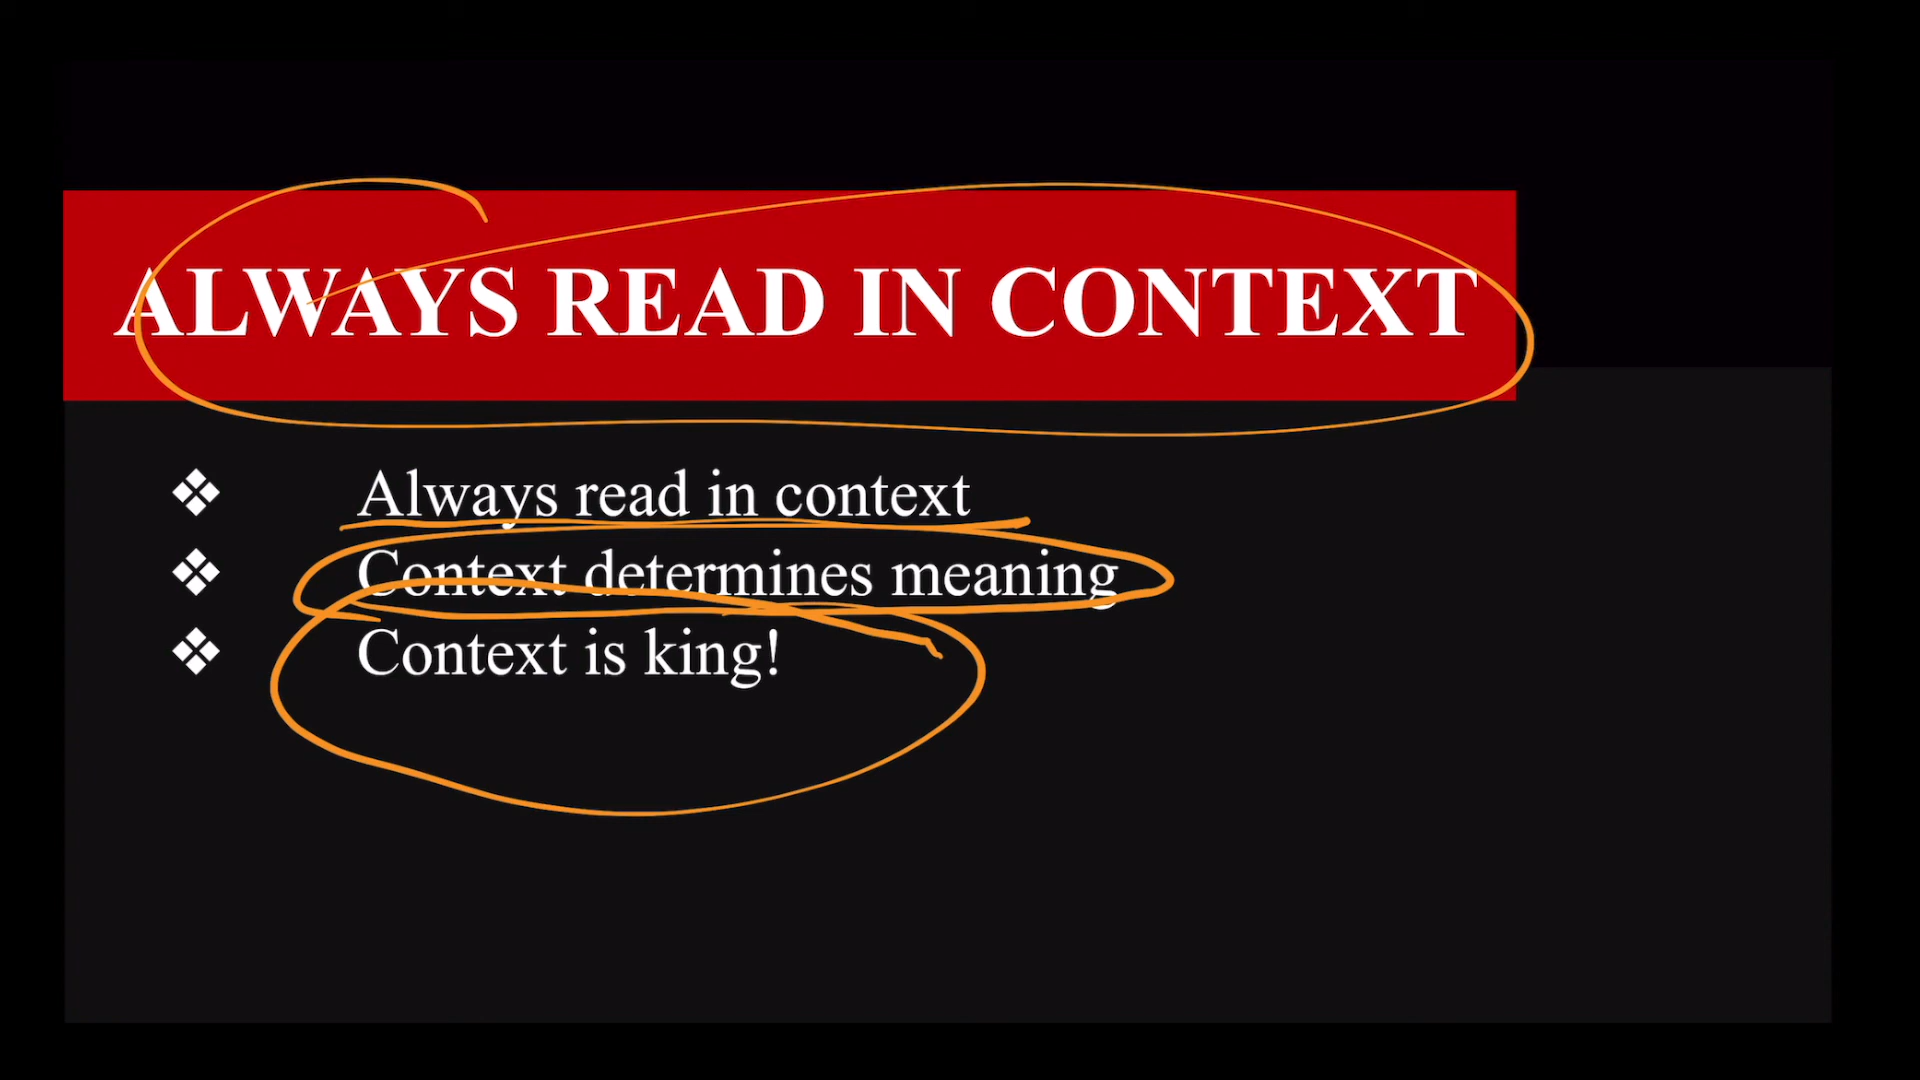 ALWAYS READ IN CONTEXT
❖ Always read in context
❖ Context determines meaning
❖ Context is king!